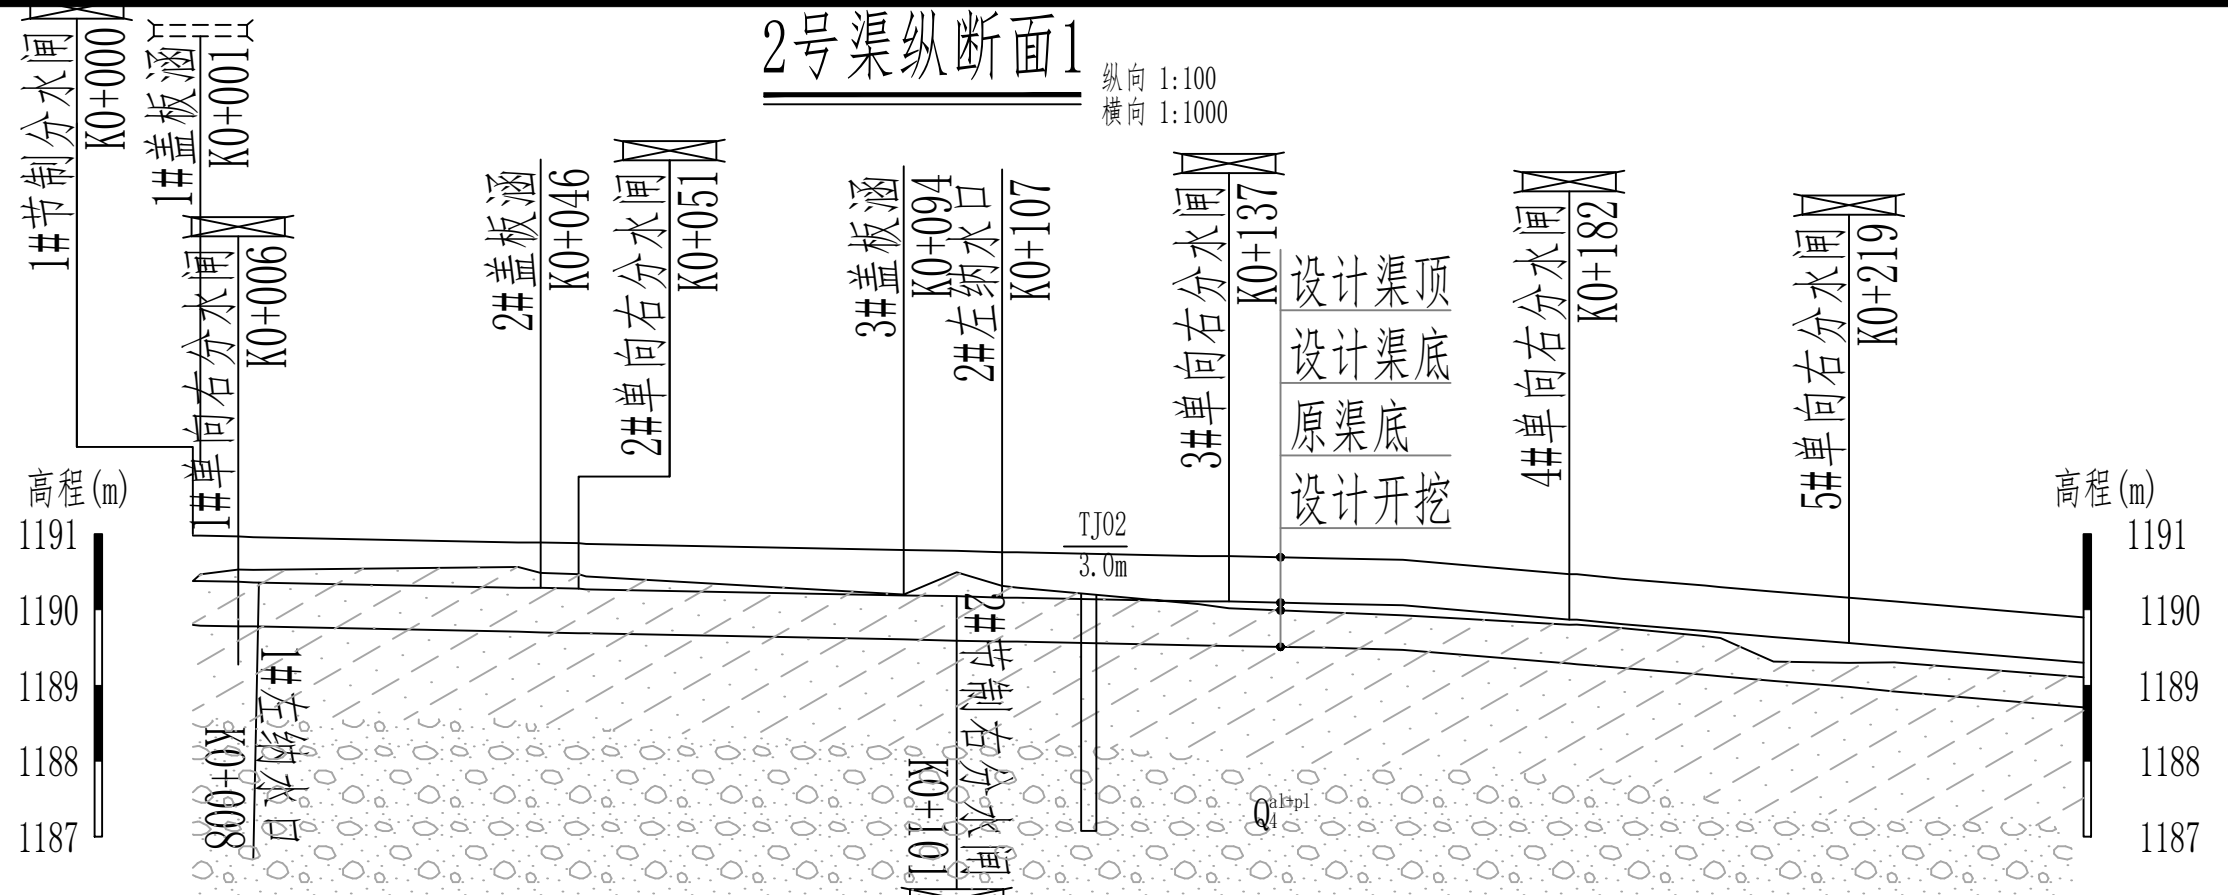 2号渠纵断面1
纵向 1:100
横向 1:1000
1#节制分水闸
K0+000
1#盖板涵
K0+001
1#单向右分水闸
K0+006
2#盖板涵
K0+046
2#单向右分水闸
K0+051
3#盖板涵
K0+094
2#左纳水口
K0+107
3#单向右分水闸
K0+137
设计渠顶
设计渠底
原渠底
设计开挖
4#单向右分水闸
K0+182
5#单向右分水闸
K0+219
高程(m)
1191
1190
1189
1188
1187
TJ02
3.0m
1#左纳水口
K0+008
2#节制右分水闸
K0+101
Q4al+pl
高程(m)
1191
1190
1189
1188
1187